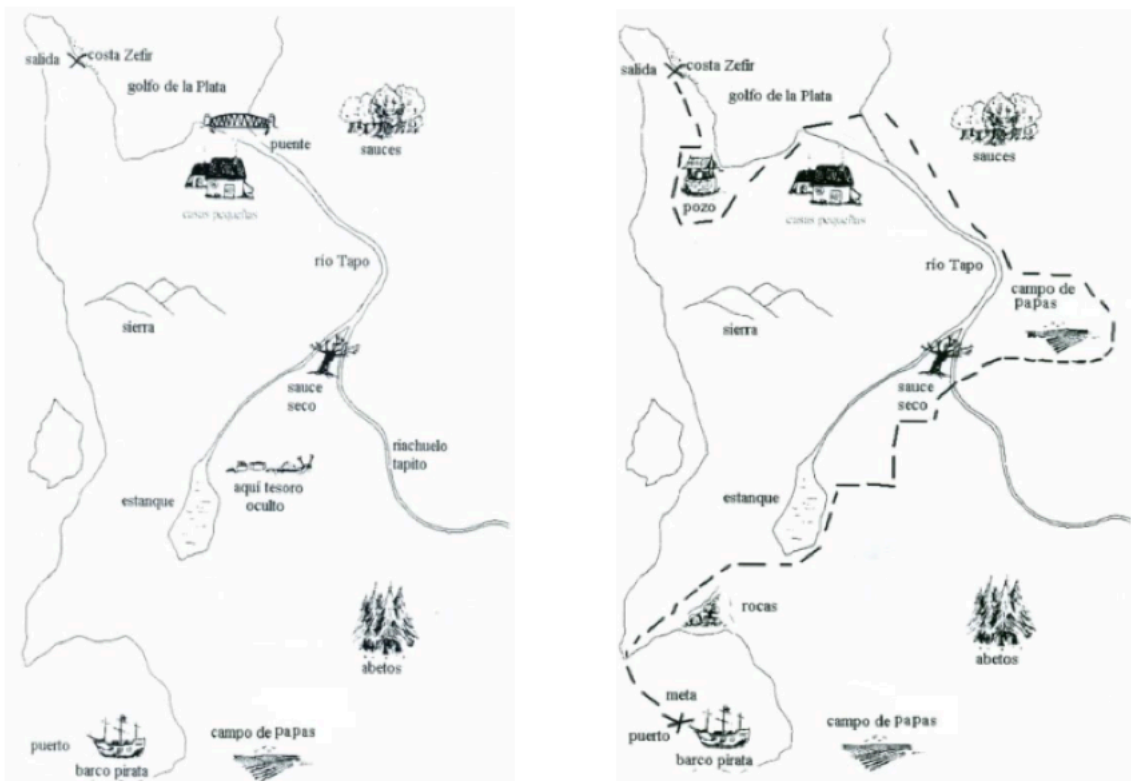 salida
costa Zefir
golfo de la Plata
puente
sauces
casas pequeñas
río Tapo
sierra
sauce
seco
riachuelo
tapito
aquí tesoro
oculto
estanque
abetos
puerto
barco pirata
campo de papas
salida
costa Zefir
golfo de la Plata
sauces
pozo
casas pequeñas
río Tapo
campo de
papas
sierra
sauce
seco
estanque
rocas
abetos
meta
puerto
barco pirata
campo de papas